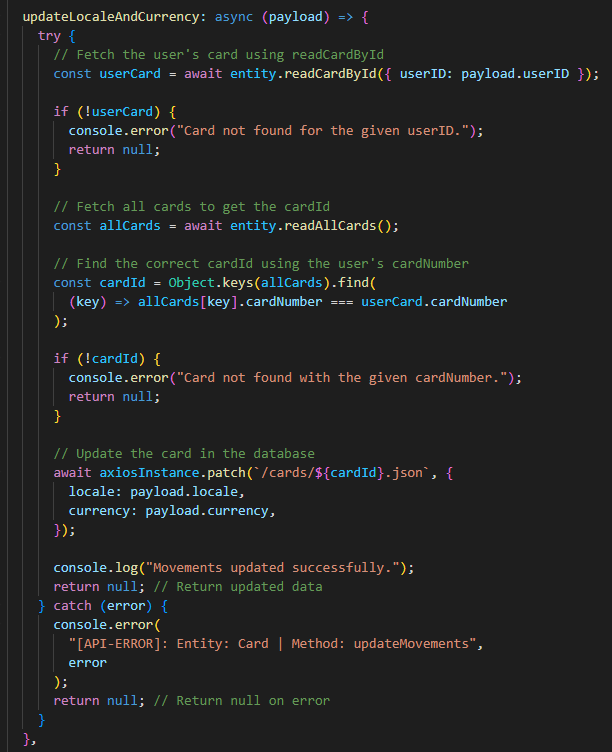 updateLocaleAndCurrency: async (payload) => {
try {
// Fetch the user's card using readCardById
const userCard = await entity.readCardById({ userID: payload.userID });
if (!userCard) {
console.error("Card not found for the given userID.");
return null;
}
// Fetch all cards to get the cardId
const allCards = await entity.readAllCards();
// Find the correct cardId using the user's cardNumber
const cardId = Object.keys(allCards).find(
(key) => allCards[key].cardNumber === userCard.cardNumber
);
if (!cardId) {
console.error("Card not found with the given cardNumber.");
return null;
}
// Update the card in the database
await axiosInstance.patch(`/cards/${cardId}.json`, {
locale: payload.locale,
currency: payload.currency,
});
console.log("Movements updated successfully.");
return null; // Return updated data
} catch (error) {
console.error(
"[API-ERROR]: Entity: Card | Method: updateMovements",
error
);
return null; // Return null on error
}
},